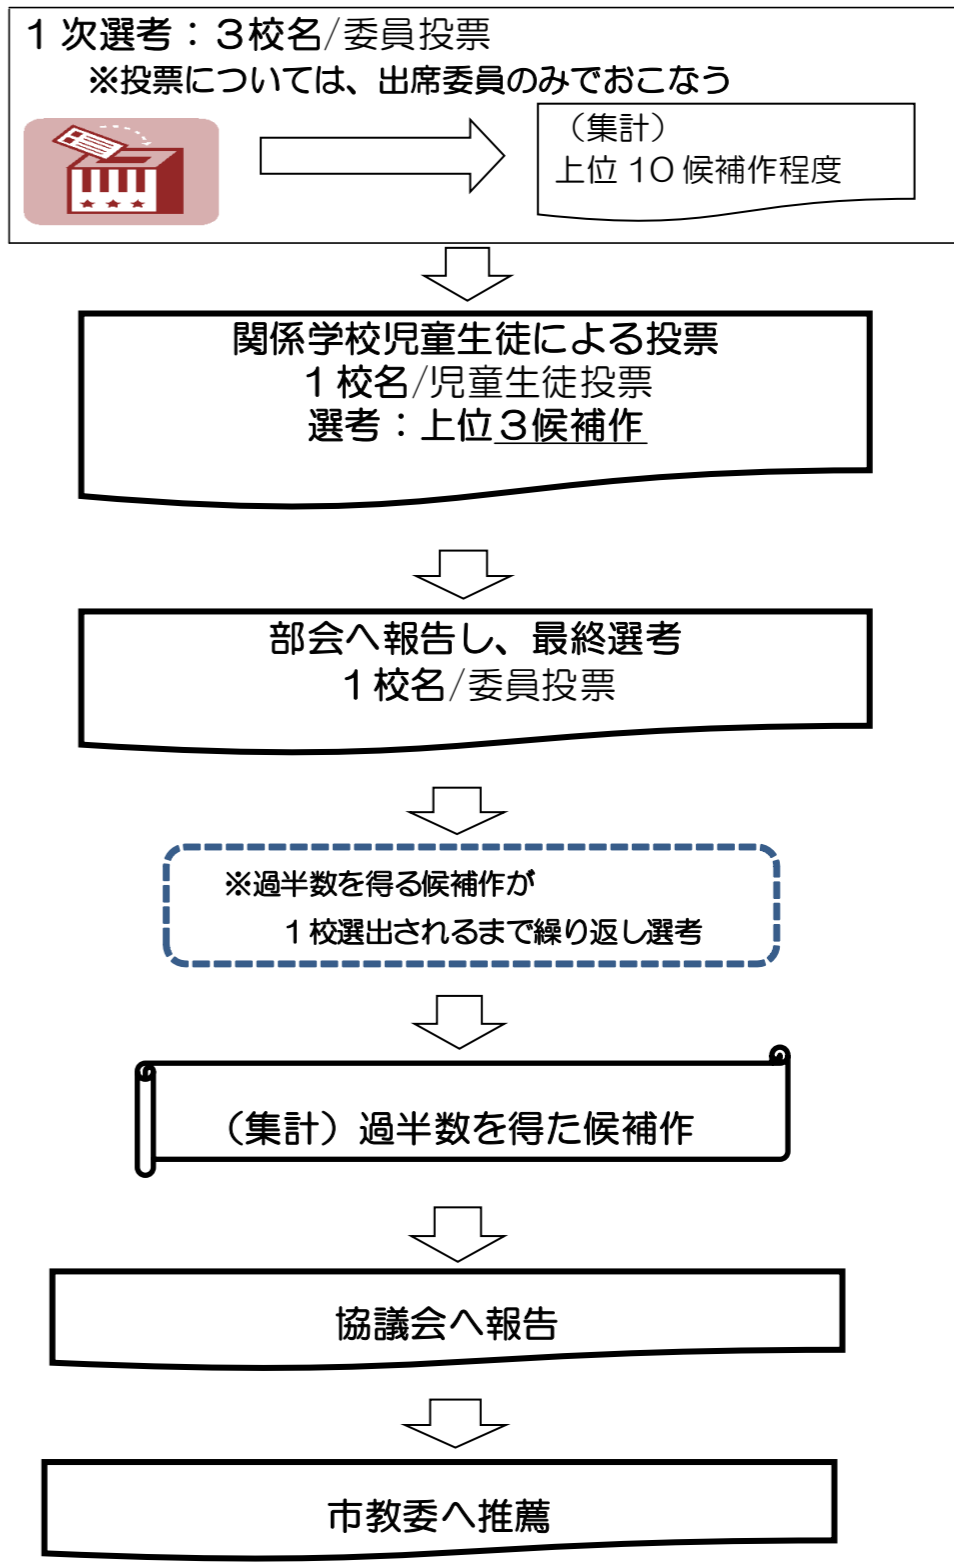 1次選考：3校名/委員投票
※投票については、出席委員のみでおこなう
（集計）
上位10候補作程度
関係学校児童生徒による投票
1校名/児童生徒投票
選考：上位3候補作
部会へ報告し、最終選考
1校名/委員投票
※過半数を得る候補作が
1校選出されるまで繰り返し選考
（集計）過半数を得た候補作
協議会へ報告
市教委へ推薦